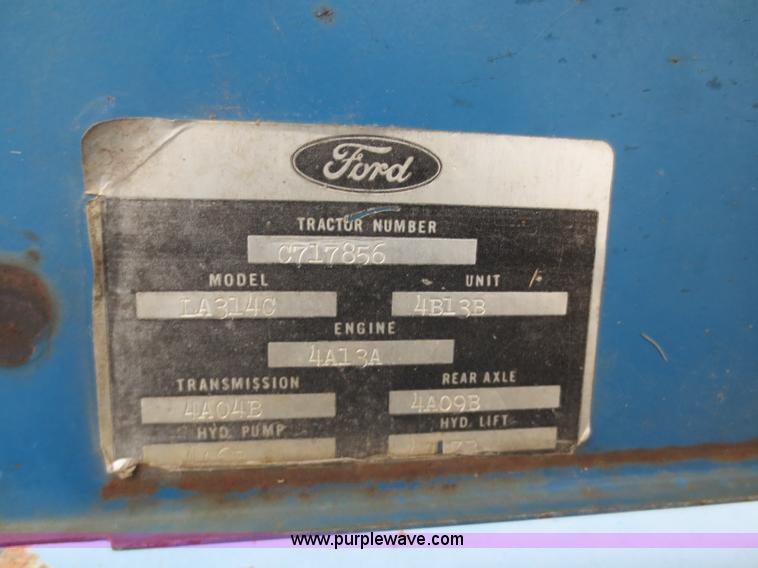 Ford
TRACTOR NUMBER
C717856
MODEL UNIT
LA314C 4B13B
ENGINE
4A13A
TRANSMISSION REAR AXLE
4A04B 4A09B
HYD. PUMP HYD. LIFT
www.purplewave.com